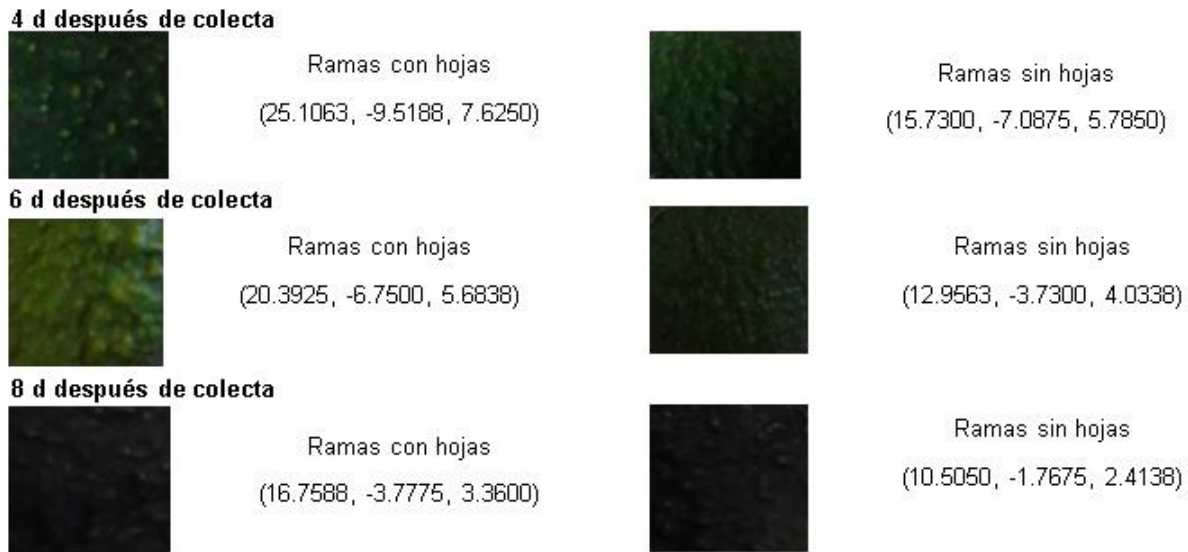 4 d después de colecta
Ramas con hojas
(25.1063, -9.5188, 7.6250)
Ramas sin hojas
(15.7300, -7.0875, 5.7850)
6 d después de colecta
Ramas con hojas
(20.3925, -6.7500, 5.6838)
Ramas sin hojas
(12.9563, -3.7300, 4.0338)
8 d después de colecta
Ramas con hojas
(16.7588, -3.7775, 3.3600)
Ramas sin hojas
(10.5050, -1.7675, 2.4138)